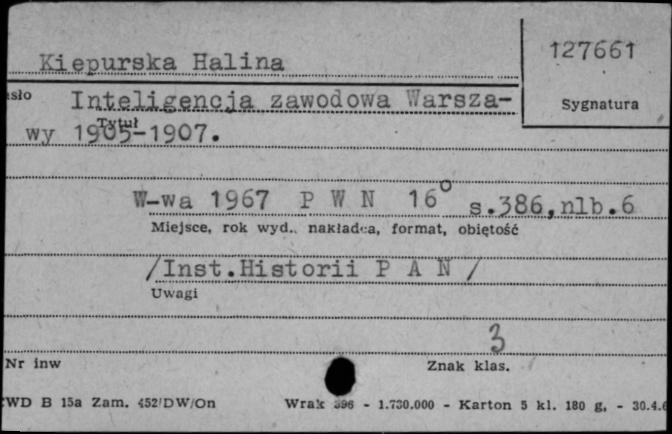 127661
Kiepurska Halina
Sygnatura
Inteligencja zawodowa Warsza-
Tytuł
wy 1905-1907.
W-wa 1967 P W N 16° s.386,nlb.6
Miejsce, rok wyd., nakładca, format, objętość
/Inst.Historii P A N /
Uwagi
3
Nr inw Znak klas.
WD B 15a Zam. 452/DW/On Wrak 396 - 1.730.000 - Karton 5 kl. 180 g, - 30.4.6